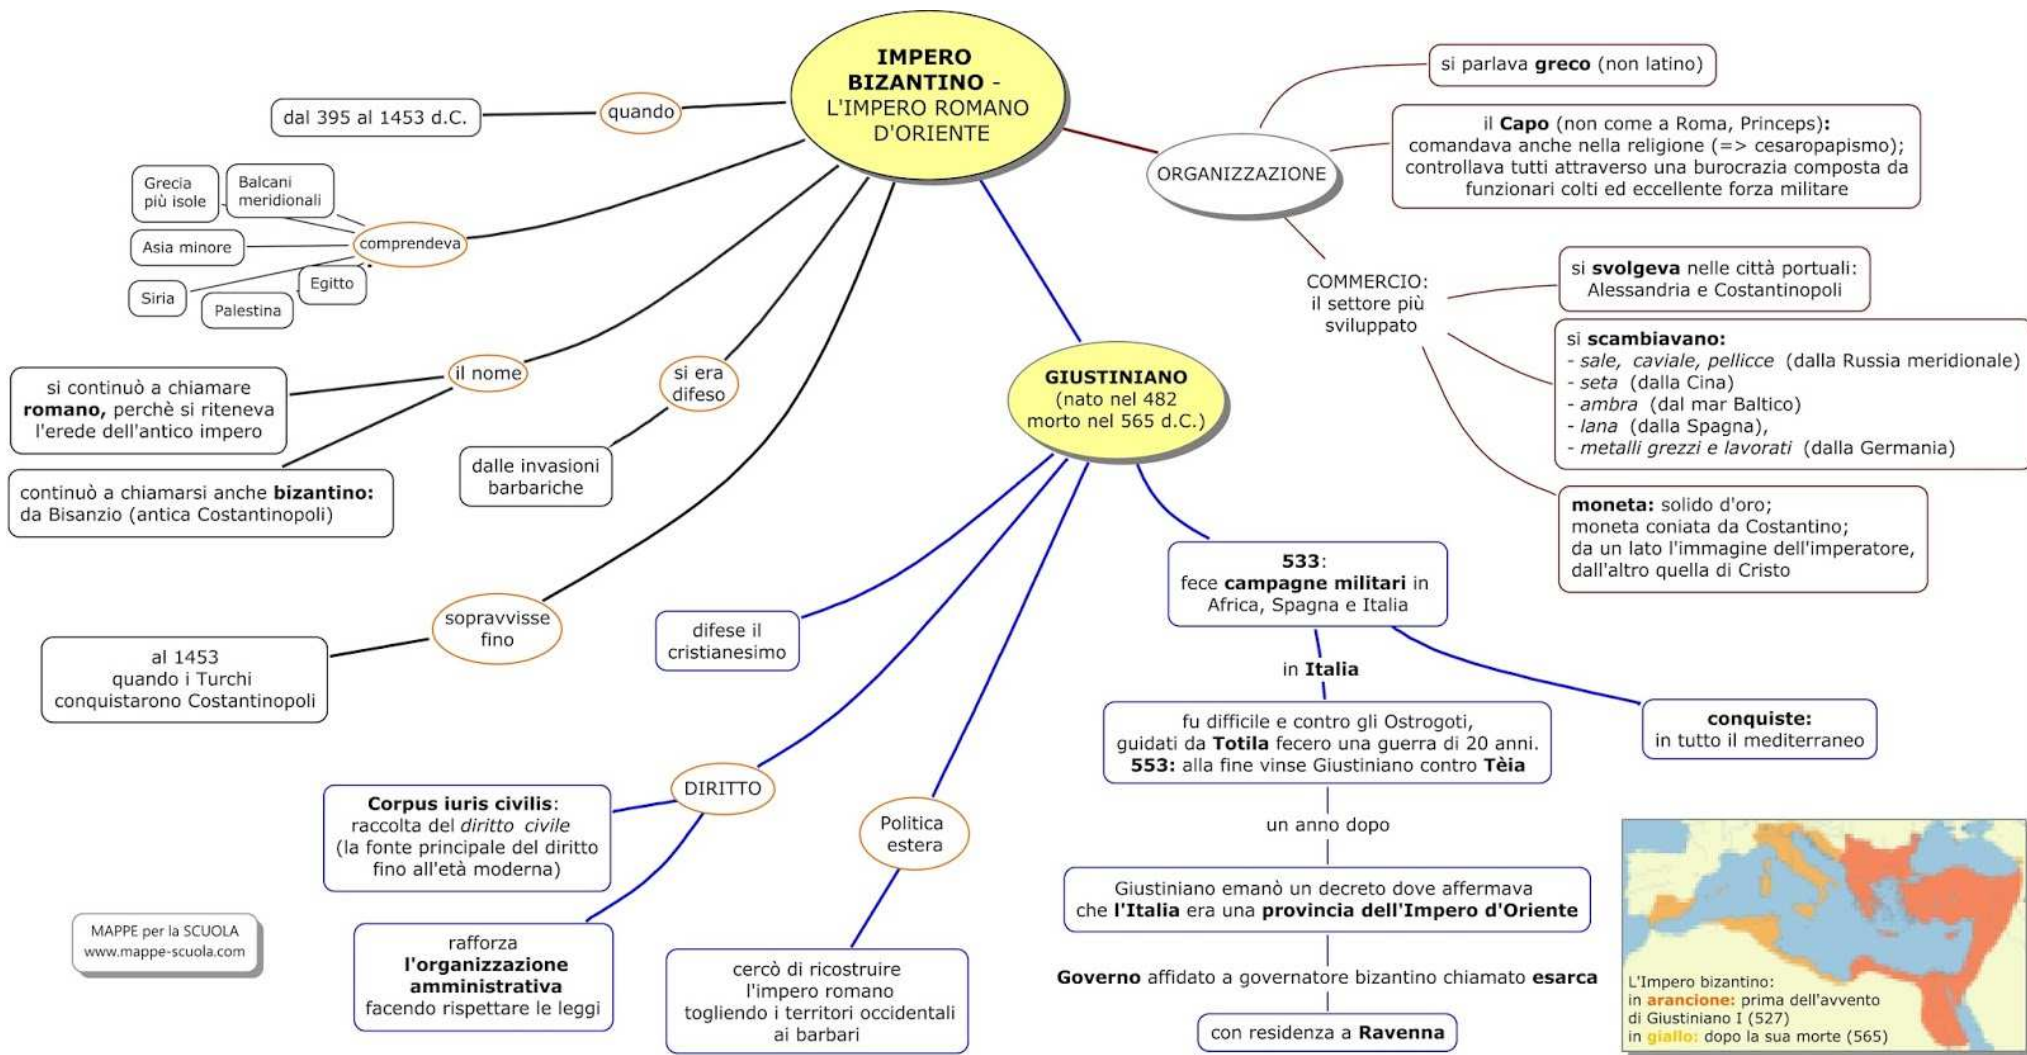 IMPERO
BIZANTINO -
L'IMPERO ROMANO
D'ORIENTE
quando
dal 395 al 1453 d.C.
comprendeva
Grecia
più isole
Balcani
meridionali
Asia minore
Siria
Palestina
Egitto
il nome
si continuò a chiamare
romano, perchè si riteneva
l'erede dell'antico impero
continuò a chiamarsi anche bizantino:
da Bisanzio (antica Costantinopoli)
si era
difeso
dalle invasioni
barbariche
sopravvisse
fino
al 1453
quando i Turchi
conquistarono Costantinopoli
ORGANIZZAZIONE
si parlava greco (non latino)
il Capo (non come a Roma, Princeps):
comandava anche nella religione (=> cesaropapismo);
controllava tutti attraverso una burocrazia composta da
funzionari colti ed eccellente forza militare
COMMERCIO:
il settore più
sviluppato
si svolgeva nelle città portuali:
Alessandria e Costantinopoli
si scambiavano:
- sale, caviale, pellicce (dalla Russia meridionale)
- seta (dalla Cina)
- ambra (dal mar Baltico)
- lana (dalla Spagna),
- metalli grezzi e lavorati (dalla Germania)
moneta: solido d'oro;
moneta coniata da Costantino;
da un lato l'immagine dell'imperatore,
dall'altro quella di Cristo
GIUSTINIANO
(nato nel 482
morto nel 565 d.C.)
difese il
cristianesimo
DIRITTO
Corpus iuris civilis:
raccolta del diritto civile
(la fonte principale del diritto
fino all'età moderna)
rafforza
l'organizzazione
amministrativa
facendo rispettare le leggi
Politica
estera
cercò di ricostruire
l'impero romano
togliendo i territori occidentali
ai barbari
533:
fece campagne militari in
Africa, Spagna e Italia
in Italia
fu difficile e contro gli Ostrogoti,
guidati da Totila fecero una guerra di 20 anni.
553: alla fine vinse Giustiniano contro Tèia
un anno dopo
Giustiniano emanò un decreto dove affermava
che l'Italia era una provincia dell'Impero d'Oriente
Governo affidato a governatore bizantino chiamato esarca
con residenza a Ravenna
conquiste:
in tutto il mediterraneo
L'Impero bizantino:
in arancione: prima dell'avvento
di Giustiniano I (527)
in giallo: dopo la sua morte (565)
MAPPE per la SCUOLA
www.mappe-scuola.com